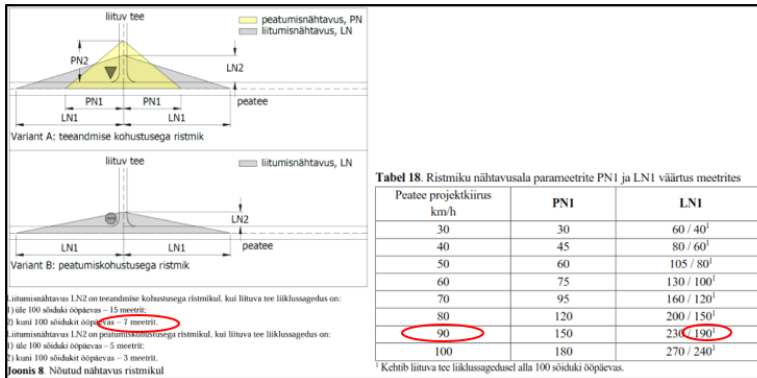 liituv tee
peatumisnähtavus, PN
liitumisnähtavus, LN
PN2
LN2
PN1
PN1
peatee
LN1
LN1
Variant A: teeandmise kohustusega ristmik
liituv tee
liitumisnähtavus, LN
LN2
LN1
LN1
peatee
Variant B: peatumiskohustusega ristmik
Liitumisnähtavus LN2 on teeandmise kohustusega ristmikul, kui liituva tee liiklussagedus on:
1) üle 100 sõiduki ööpäevas – 15 meetrit;
2) kuni 100 sõidukit ööpäevas – 7 meetrit.
Liitumisnähtavus LN2 on peatumiskohustusega ristmikul, kui liituva tee liiklussagedus on:
1) üle 100 sõiduki ööpäevas – 5 meetrit;
2) kuni 100 sõidukit ööpäevas – 3 meetrit.
Joonis 8. Nõutud nähtavus ristmikul
Tabel 18. Ristmiku nähtavusala parameetrite PN1 ja LN1 väärtus meetrites
Peatee projektkiirus km/h PN1 LN1
30 30 60 / 40¹
40 45 80 / 60¹
50 60 105 / 80¹
60 75 130 / 100¹
70 95 160 / 120¹
80 120 200 / 150¹
90 150 230 / 190¹
100 180 270 / 240¹
¹ Kehtib liituva tee liiklussagedusel alla 100 sõiduki ööpäevas.